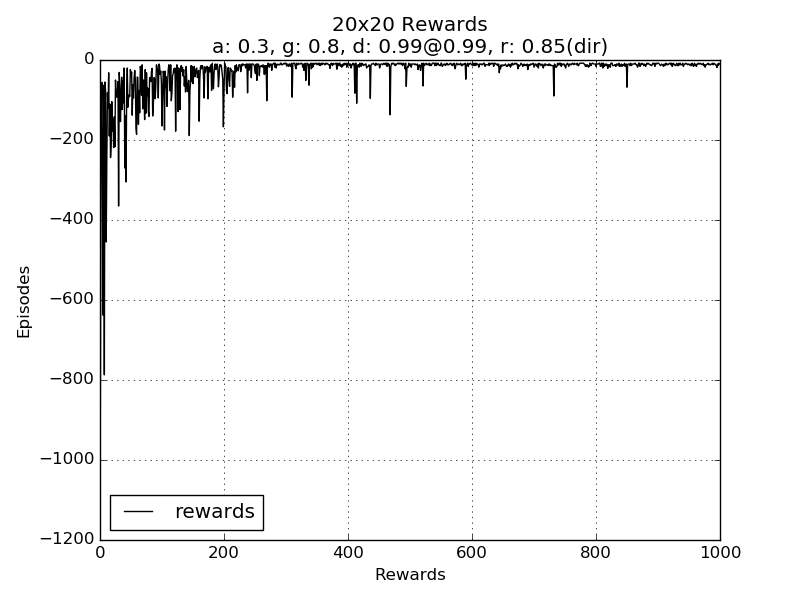 20x20 Rewards
a: 0.3, g: 0.8, d: 0.99@0.99, r: 0.85(dir)
0
−200
−400
−600
−800
−1000
−1200
Episodes
rewards
0 200 400 600 800 1000
Rewards